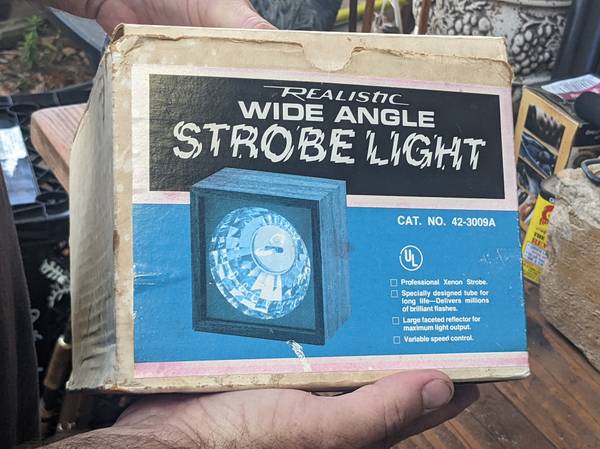 REALISTIC
WIDE ANGLE
STROBE LIGHT
CAT. NO. 42-3009A
UL
Professional Xenon Strobe.
Specially designed tube for
long life—Delivers millions
of brilliant flashes.
Large faceted reflector for
maximum light output.
Variable speed control.